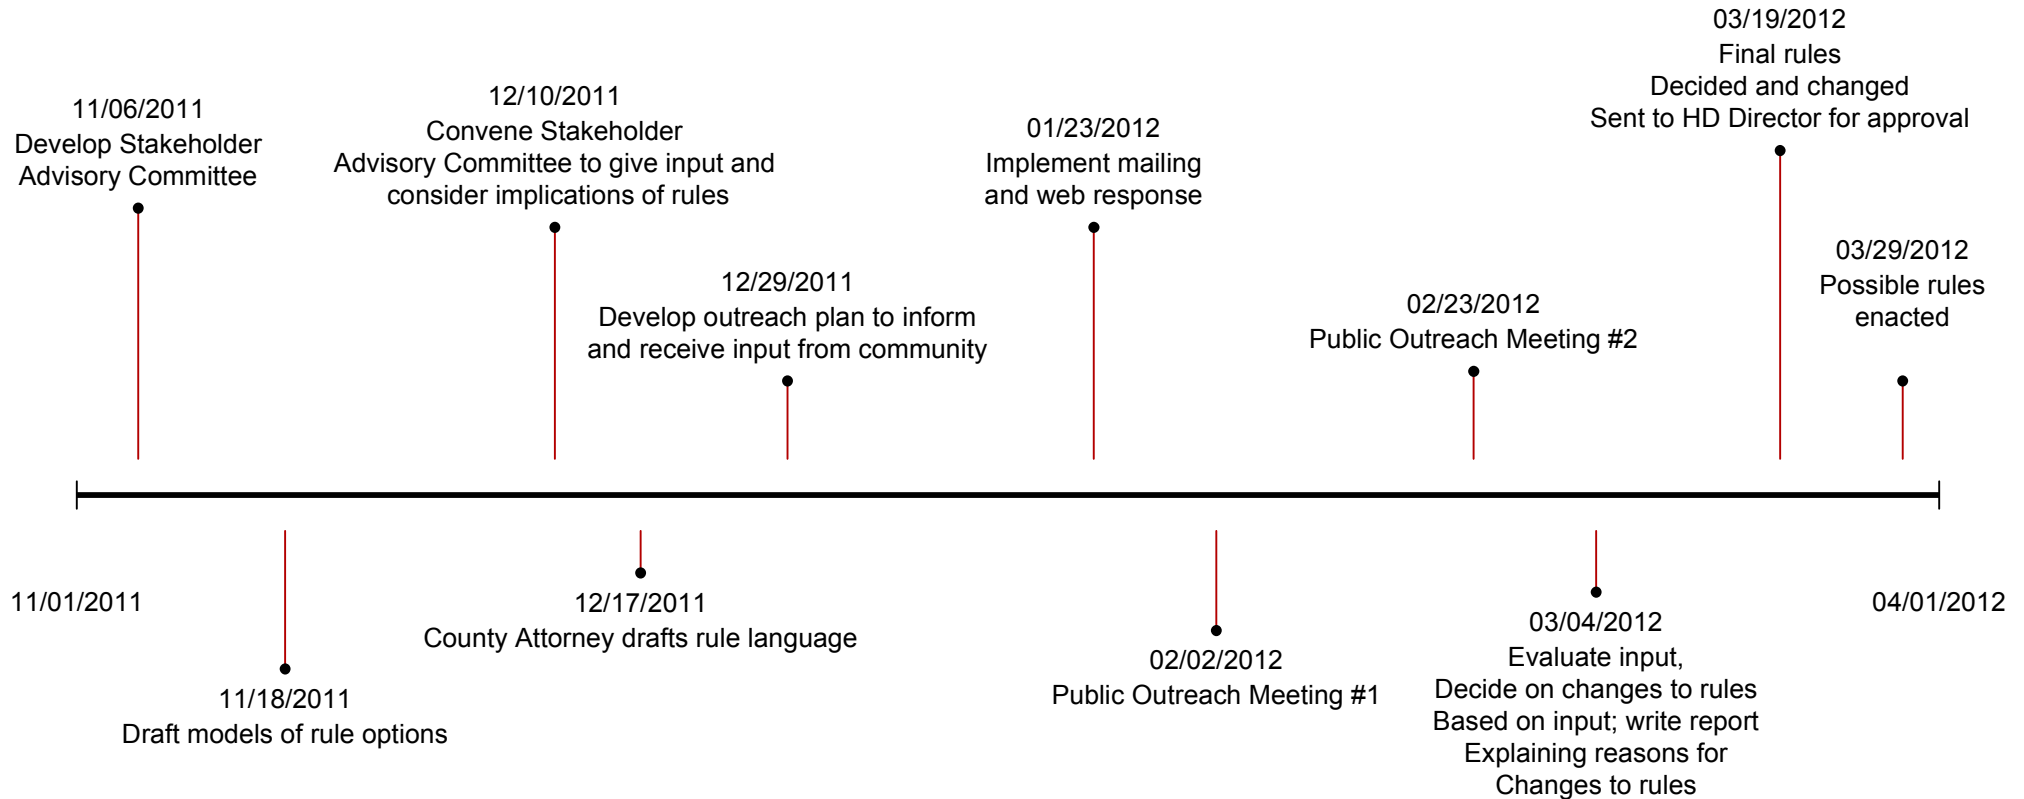 11/06/2011
Develop Stakeholder
Advisory Committee
12/10/2011
Convene Stakeholder
Advisory Committee to give input and
consider implications of rules
12/29/2011
Develop outreach plan to inform
and receive input from community
01/23/2012
Implement mailing
and web response
02/23/2012
Public Outreach Meeting #2
03/19/2012
Final rules
Decided and changed
Sent to HD Director for approval
03/29/2012
Possible rules
enacted
11/01/2011
11/18/2011
Draft models of rule options
12/17/2011
County Attorney drafts rule language
02/02/2012
Public Outreach Meeting #1
03/04/2012
Evaluate input,
Decide on changes to rules
Based on input; write report
Explaining reasons for
Changes to rules
04/01/2012